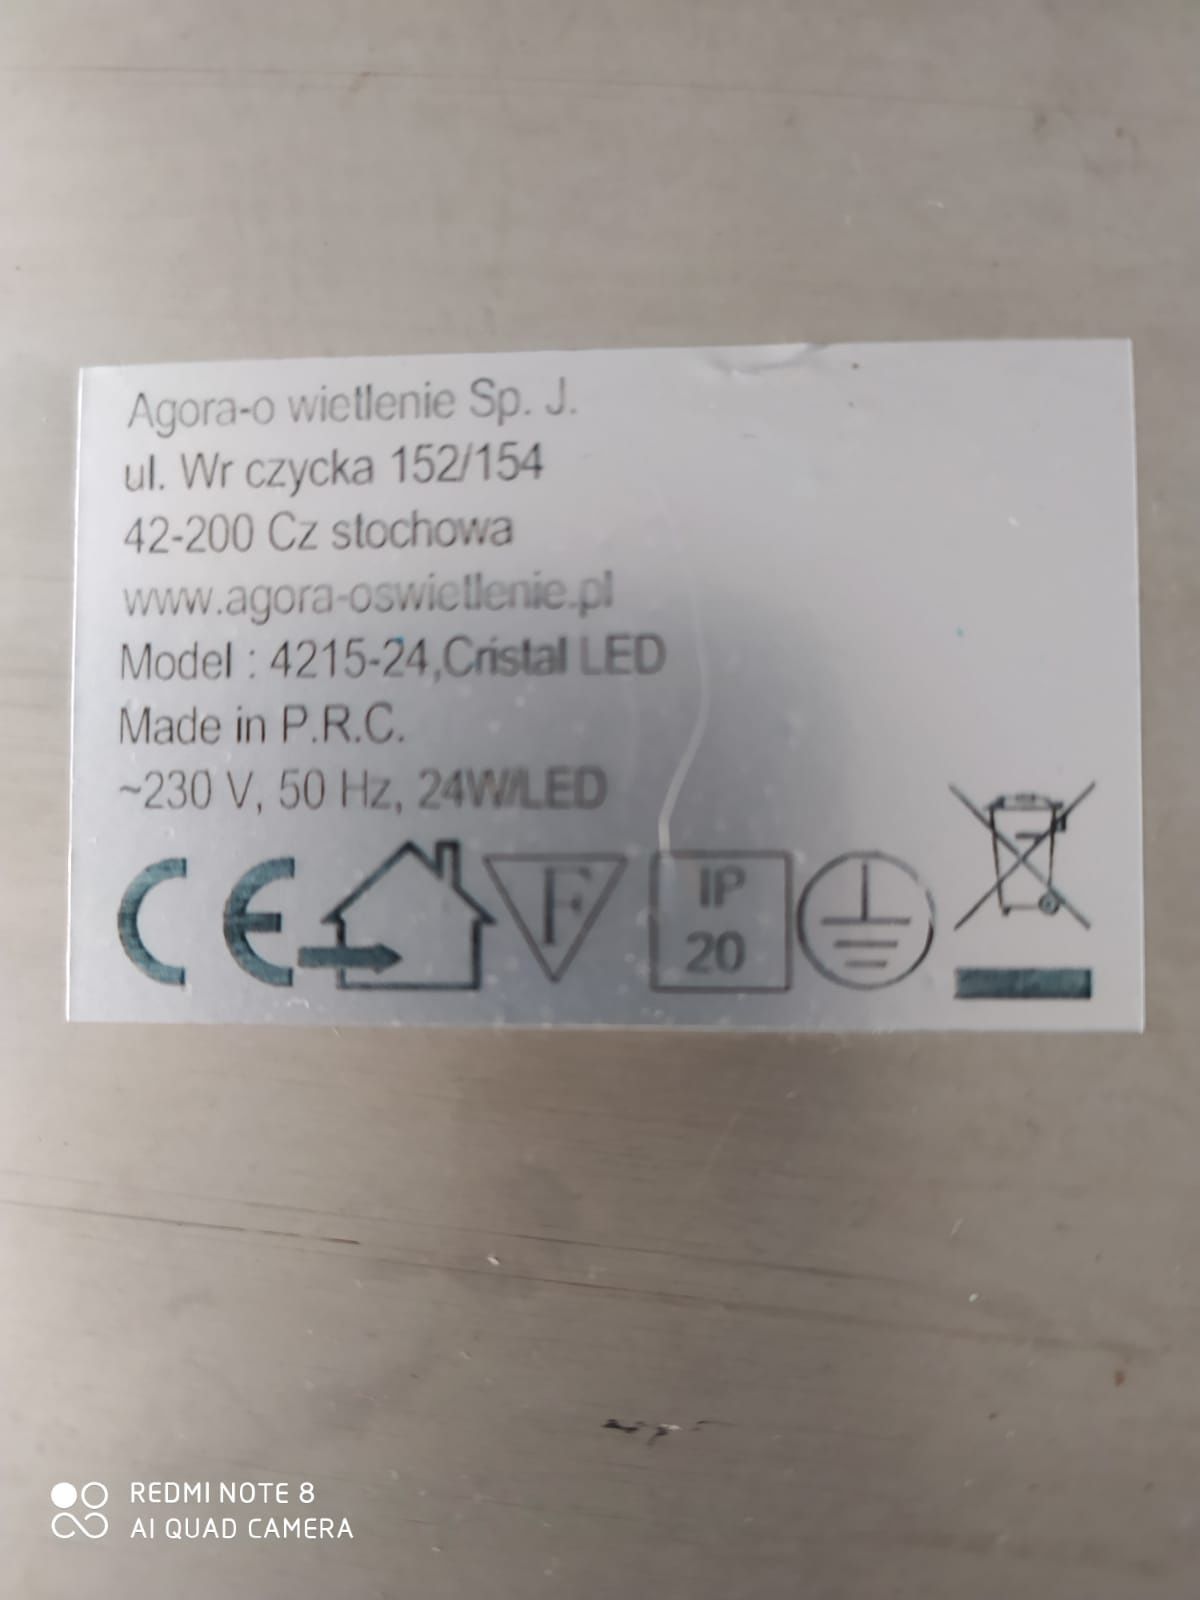 Agora-o wietlenie Sp. J.
ul. Wr czycka 152/154
42-200 Cz stochowa
www.agora-oswietlenie.pl
Model : 4215-24,Cristal LED
Made in P.R.C.
~230 V, 50 Hz, 24W/LED
CE F IP
20
REDMI NOTE 8
AI QUAD CAMERA